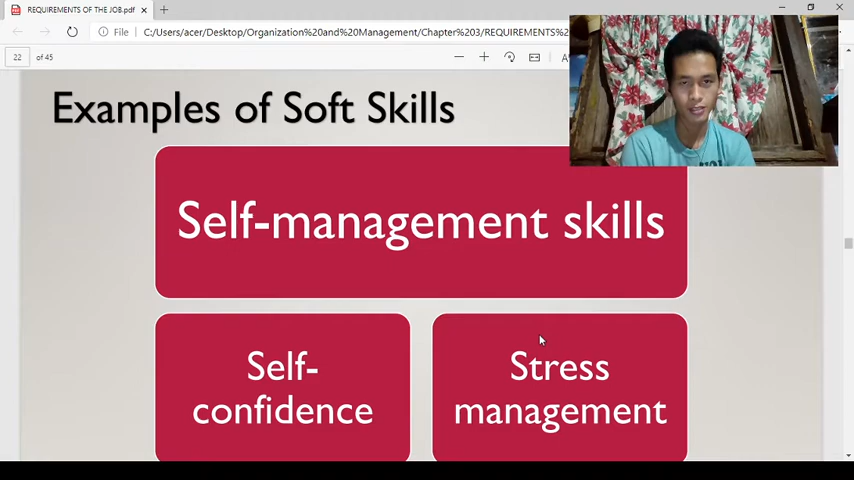 REQUIREMENTS OF THE JOB.pdf
File
C:/Users/acer/Desktop/Organization%20and%20Management/Chapter%203/REQUIREMENTS%2
22 of 45
Examples of Soft Skills
Self-management skills
Self-
confidence
Stress
management